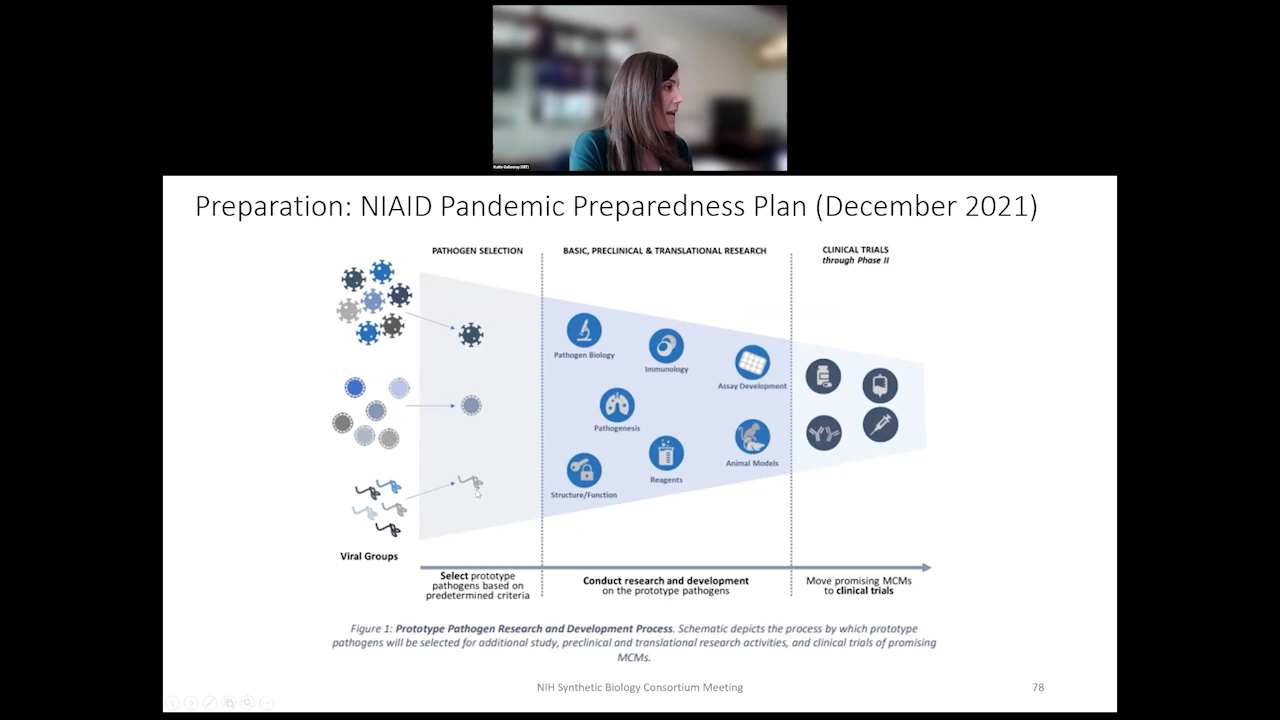 Katie Galloway (MIT)
Preparation: NIAID Pandemic Preparedness Plan (December 2021)
PATHOGEN SELECTION
BASIC, PRECLINICAL & TRANSLATIONAL RESEARCH
CLINICAL TRIALS
through Phase II
Pathogen Biology
Immunology
Assay Development
Pathogenesis
Structure/Function
Reagents
Animal Models
Viral Groups
Select prototype
pathogens based on
predetermined criteria
Conduct research and development
on the prototype pathogens
Move promising MCMs
to clinical trials
Figure 1: Prototype Pathogen Research and Development Process. Schematic depicts the process by which prototype
pathogens will be selected for additional study, preclinical and translational research activities, and clinical trials of promising
MCMs.
NIH Synthetic Biology Consortium Meeting
78